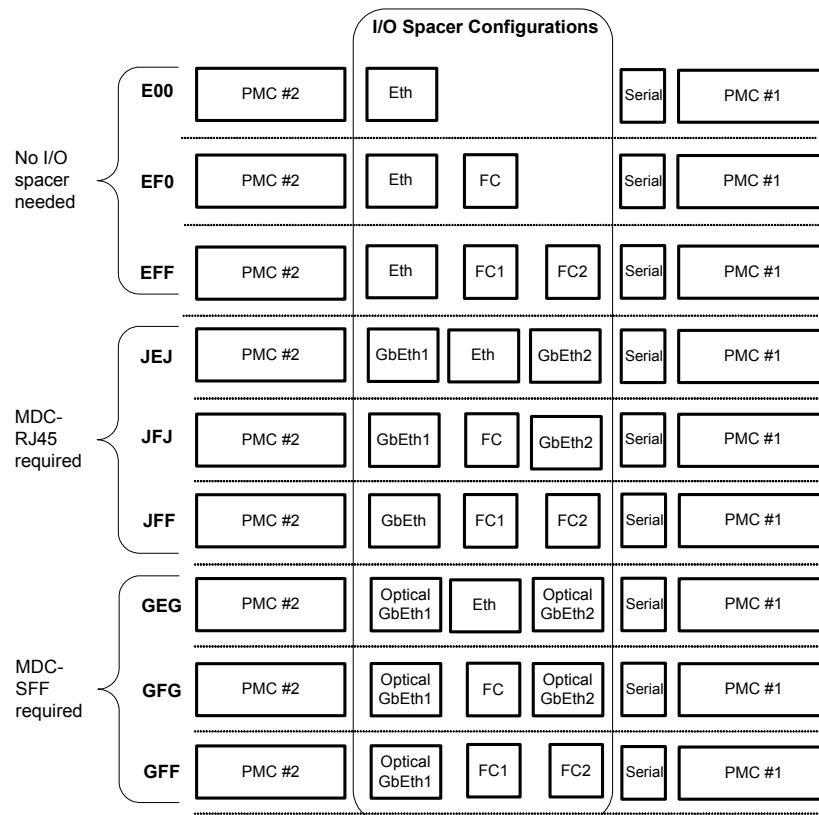 I/O Spacer Configurations
E00 PMC #2 Eth Serial PMC #1
No I/O
spacer
needed
EF0 PMC #2 Eth FC Serial PMC #1
EFF PMC #2 Eth FC1 FC2 Serial PMC #1
JEJ PMC #2 GbEth1 Eth GbEth2 Serial PMC #1
MDC-
RJ45
required
JFJ PMC #2 GbEth1 FC GbEth2 Serial PMC #1
JFF PMC #2 GbEth FC1 FC2 Serial PMC #1
GEG PMC #2 Optical GbEth1 Eth Optical GbEth2 Serial PMC #1
MDC-
SFF
required
GFG PMC #2 Optical GbEth1 FC Optical GbEth2 Serial PMC #1
GFF PMC #2 Optical GbEth1 FC1 FC2 Serial PMC #1